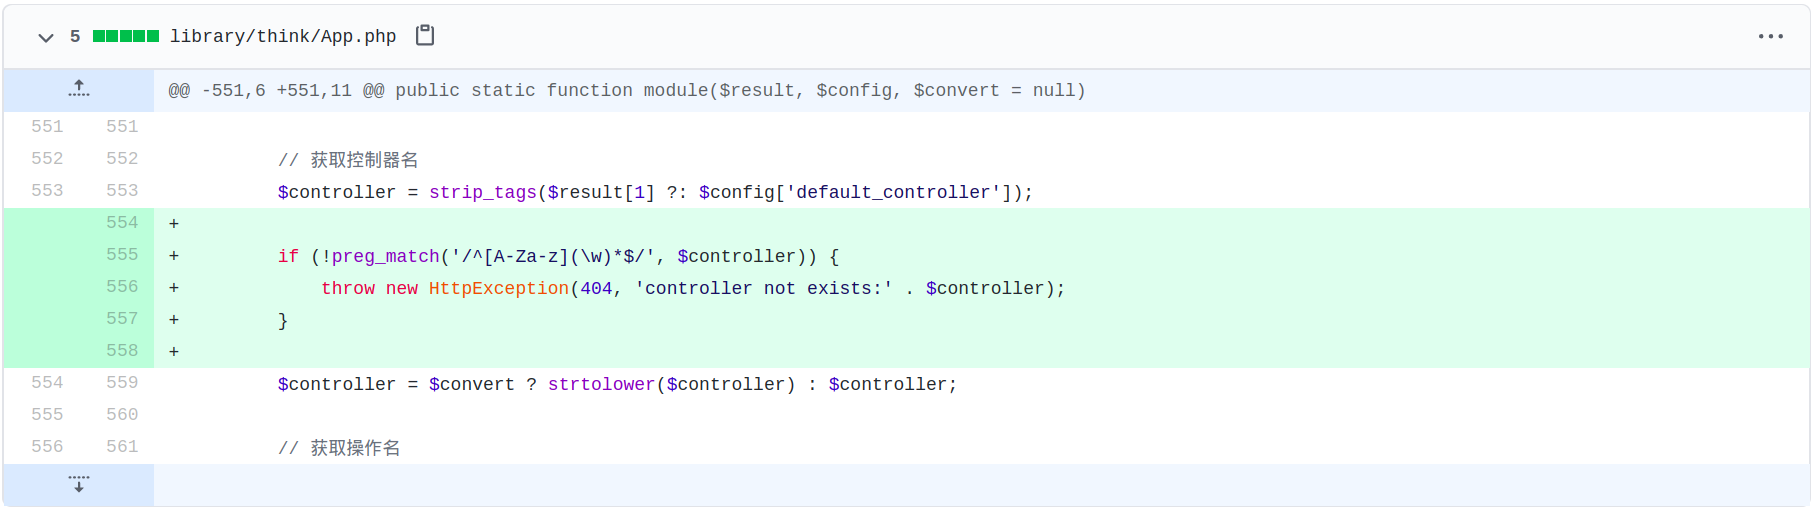 5 library/think/App.php
@@ -551,6 +551,11 @@ public static function module($result, $config, $convert = null)
551 551
552 552 // 获取控制器名
553 553 $controller = strip_tags($result[1] ?: $config['default_controller']);
554 +
555 + if (!preg_match('/^[A-Za-z](\w)*$/', $controller)) {
556 + throw new HttpException(404, 'controller not exists:' . $controller);
557 + }
558 +
554 559 $controller = $convert ? strtolower($controller) : $controller;
555 560
556 561 // 获取操作名